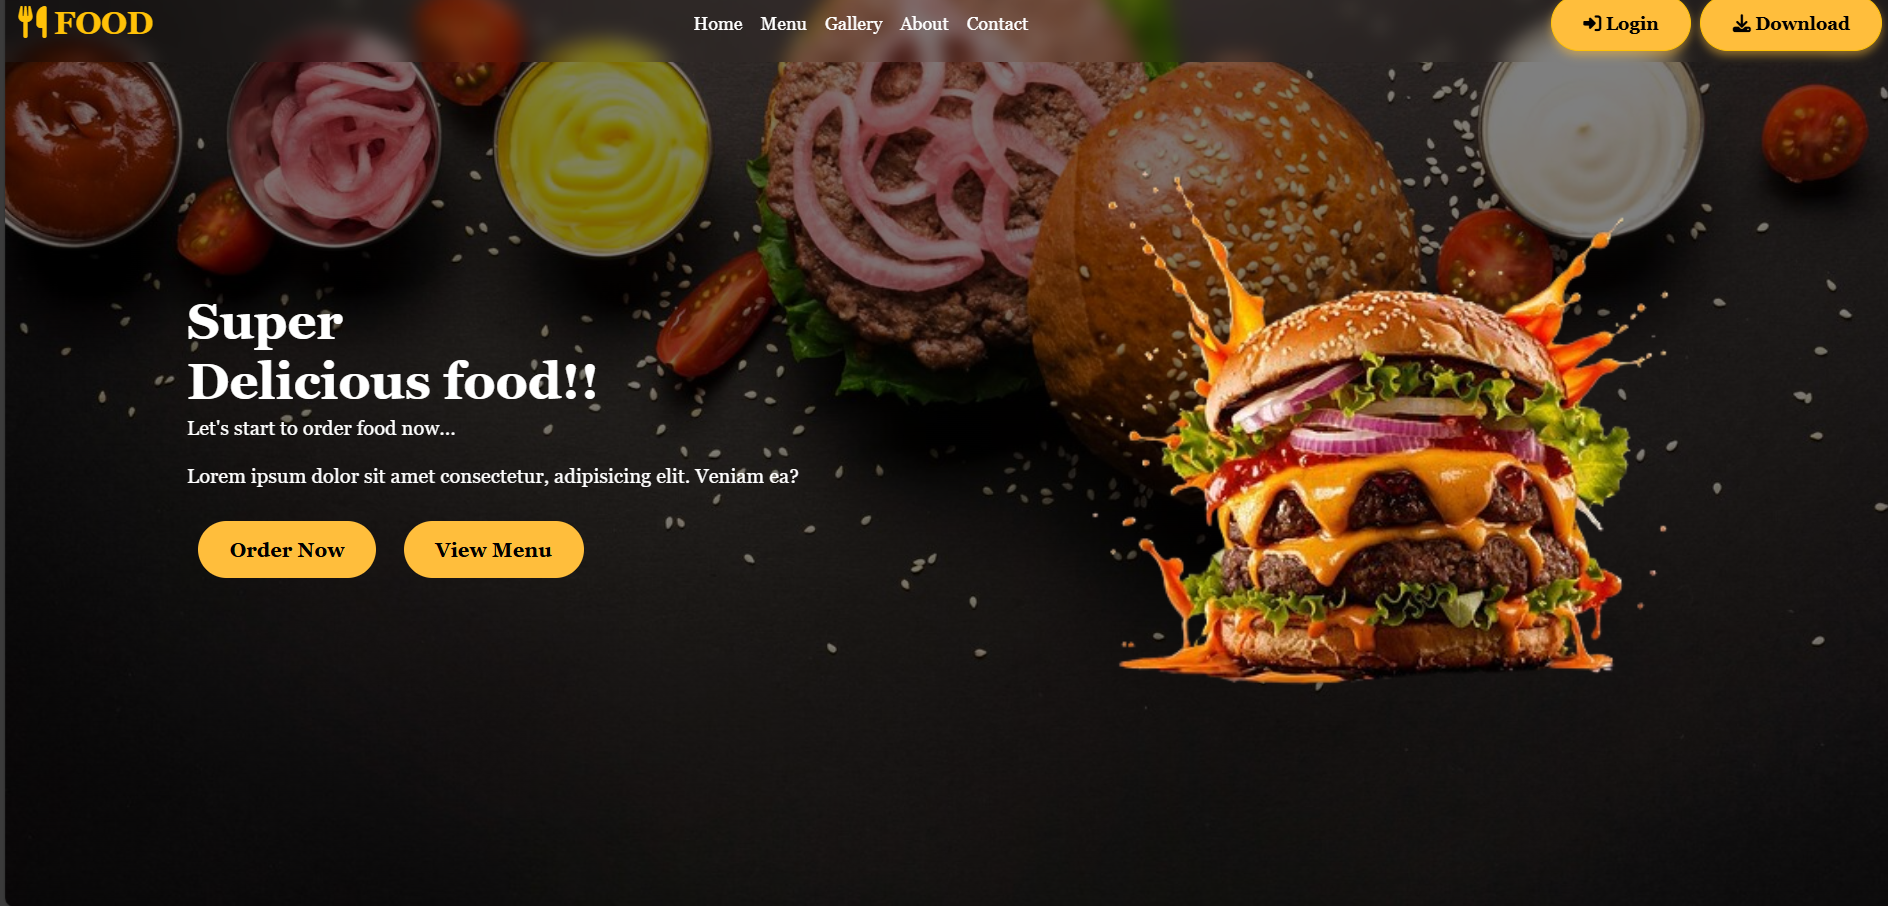 FOOD
Home Menu Gallery About Contact
Login Download
Super
Delicious food!!
Let's start to order food now...
Lorem ipsum dolor sit amet consectetur, adipisicing elit. Veniam ea?
Order Now View Menu